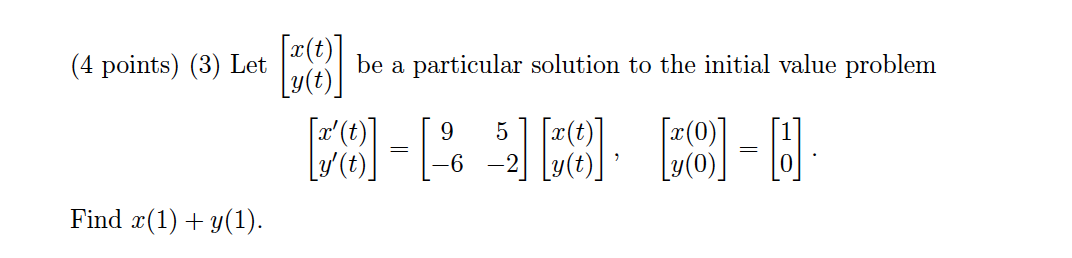 (4 points) (3) Let [x(t) y(t)] be a particular solution to the initial value problem
[x′(t) y′(t)] = [9 5 −6 −2] [x(t) y(t)], [x(0) y(0)] = [1 0].
Find x(1) + y(1).